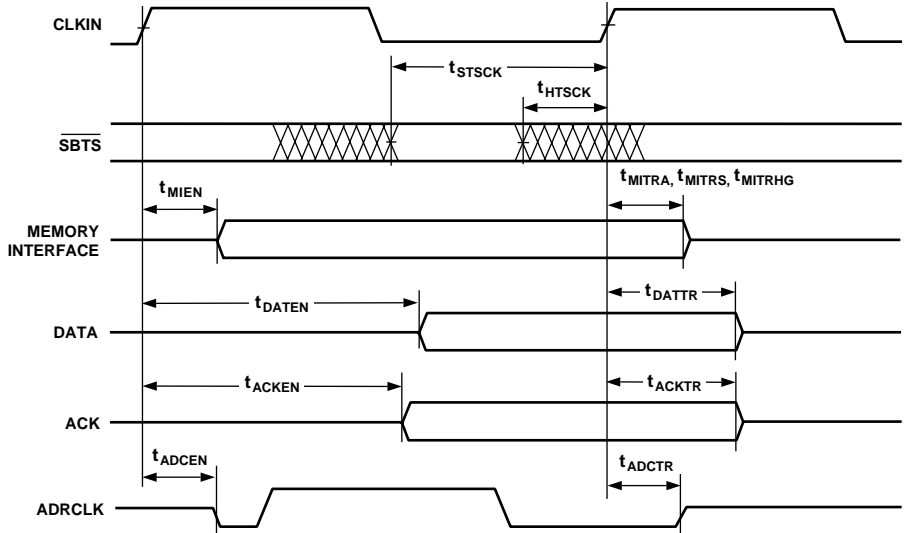 CLKIN
tSTSCK
tHTSCK
SBTS
tMIEN
tMITRA, tMITRS, tMITRHG
MEMORY
INTERFACE
tDATEN
tDATTR
DATA
tACKEN
tACKTR
ACK
tADCEN
tADCTR
ADRCLK